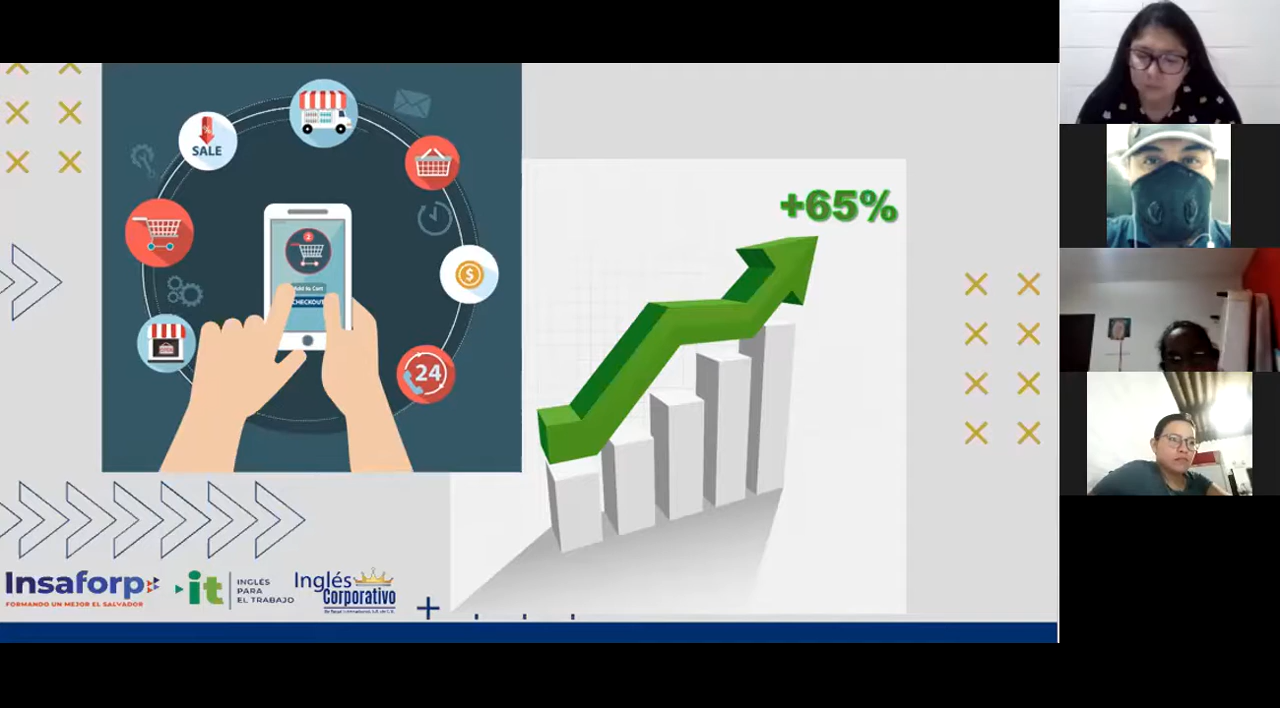 SALE
2
Add to Cart
CHECKOUT
$
24
+65%
Insaforp
FORMANDO UN MEJOR EL SALVADOR
it
INGLÉS
PARA
EL TRABAJO
Inglés
Corporativo